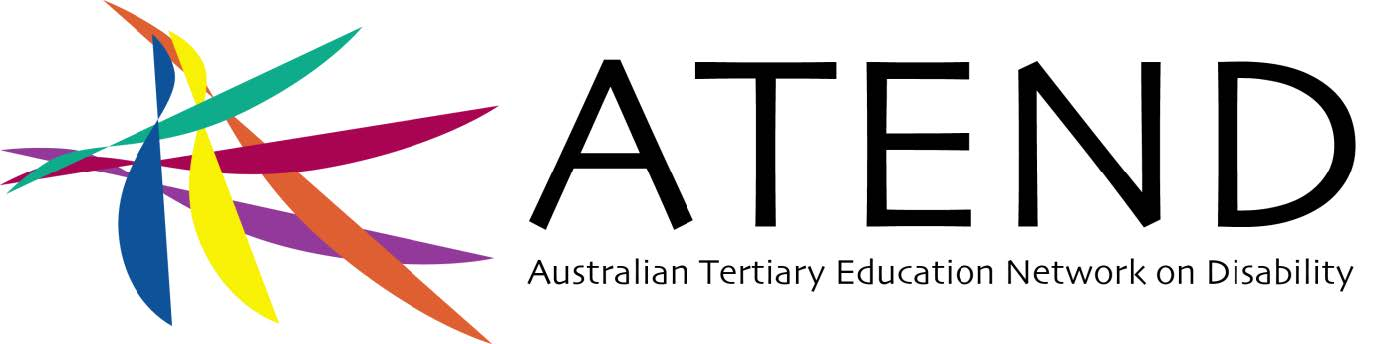 ATEND
Australian Tertiary Education Network on Disability